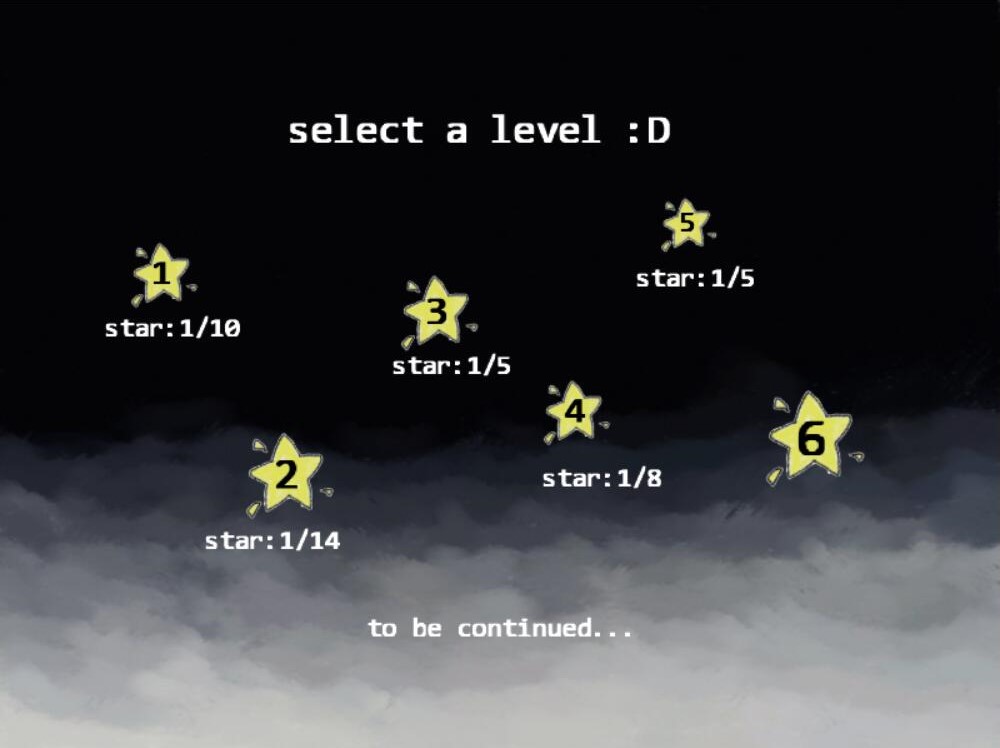 select a level :D
5
star:1/5
1
star:1/10
3
star:1/5
4
star:1/8
6
2
star:1/14
to be continued...